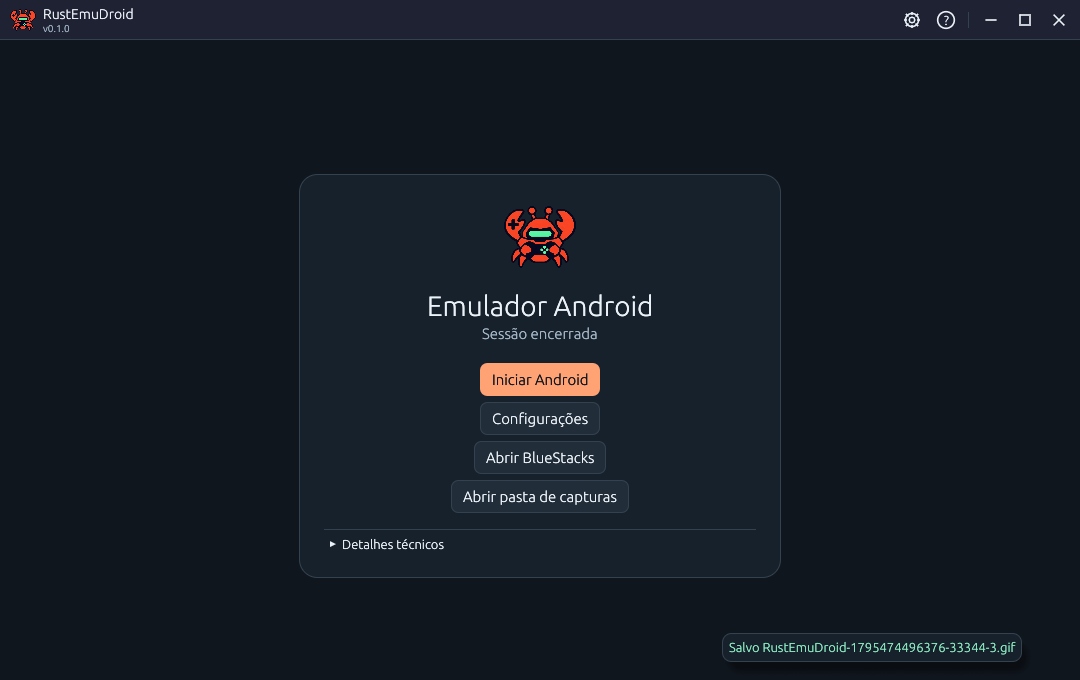 RustEmuDroid
v0.1.0
Emulador Android
Sessão encerrada
Iniciar Android
Configurações
Abrir BlueStacks
Abrir pasta de capturas
Detalhes técnicos
Salvo RustEmuDroid-1795474496376-33344-3.gif